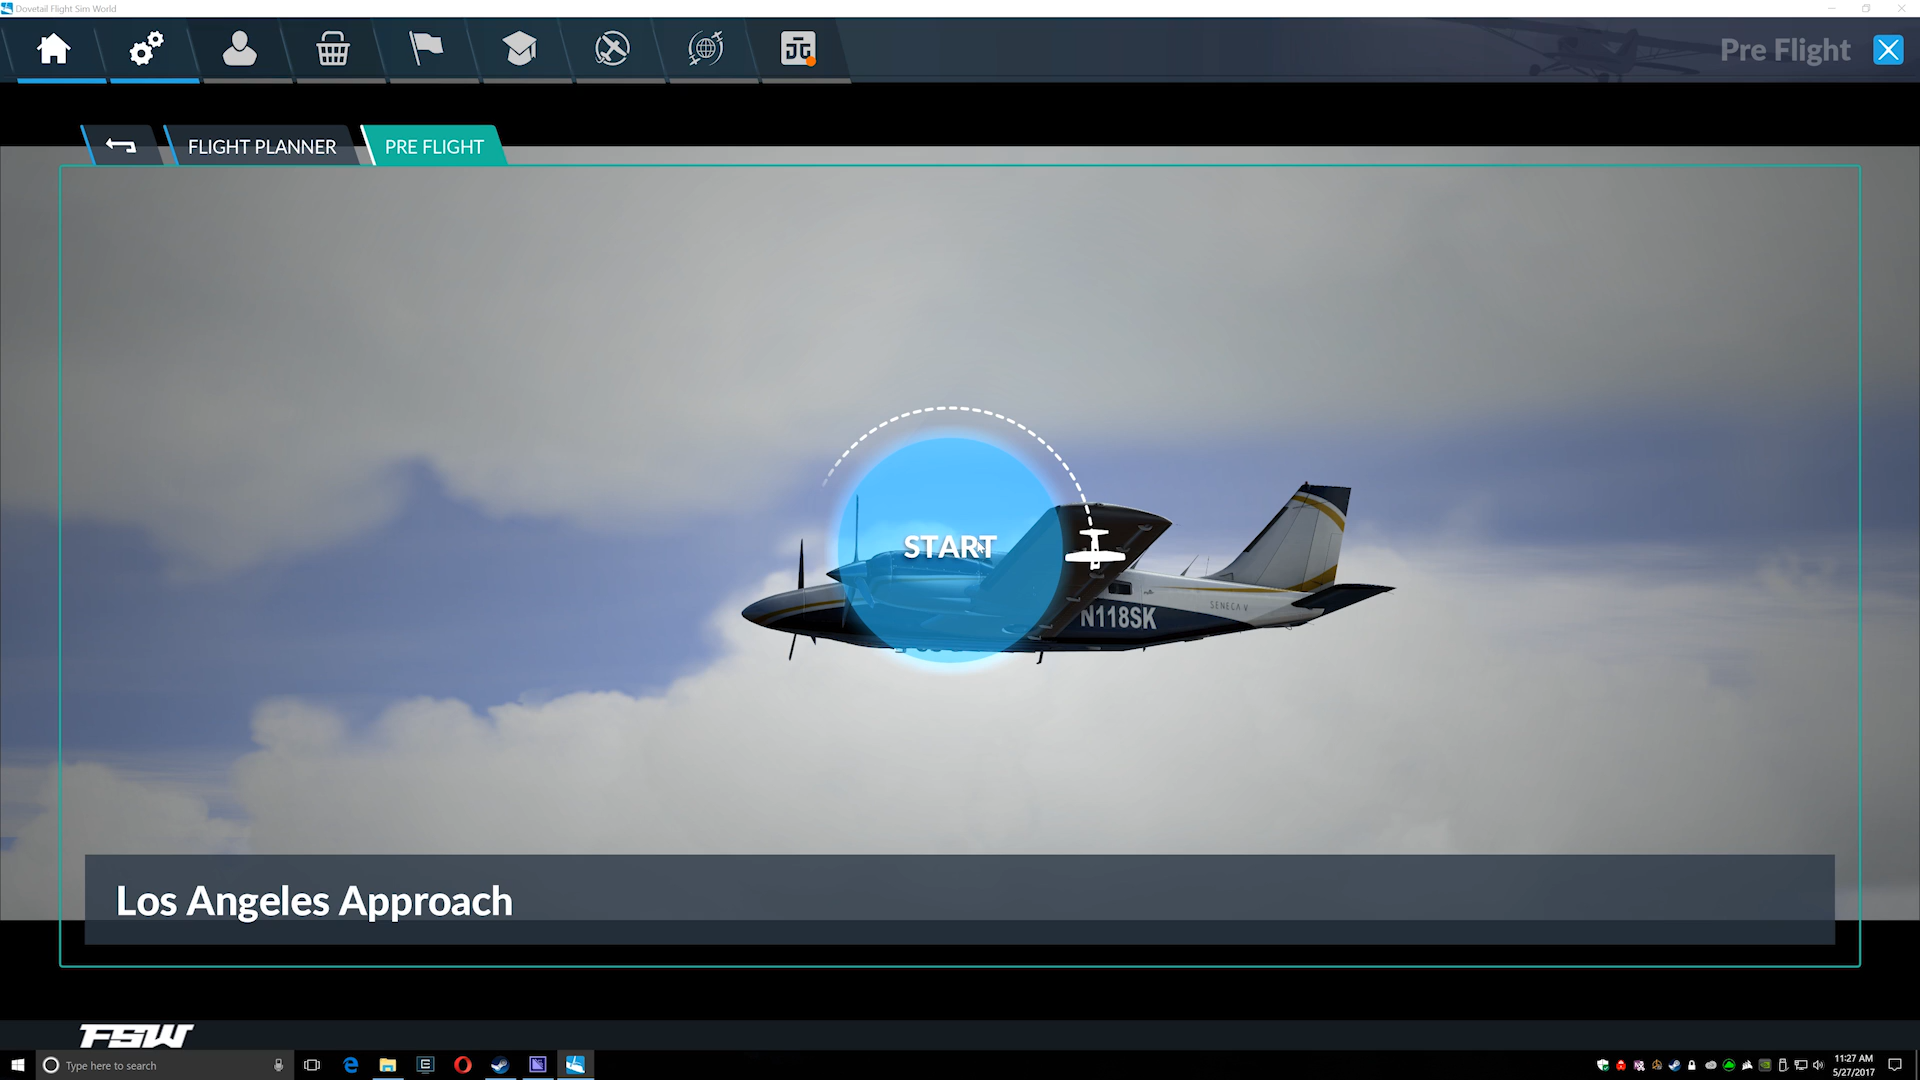 Dovetail Flight Sim World
Pre Flight
FLIGHT PLANNER
PRE FLIGHT
START
N118SK
SENECA V
Los Angeles Approach
FSW
Type here to search
11:27 AM
5/27/2017